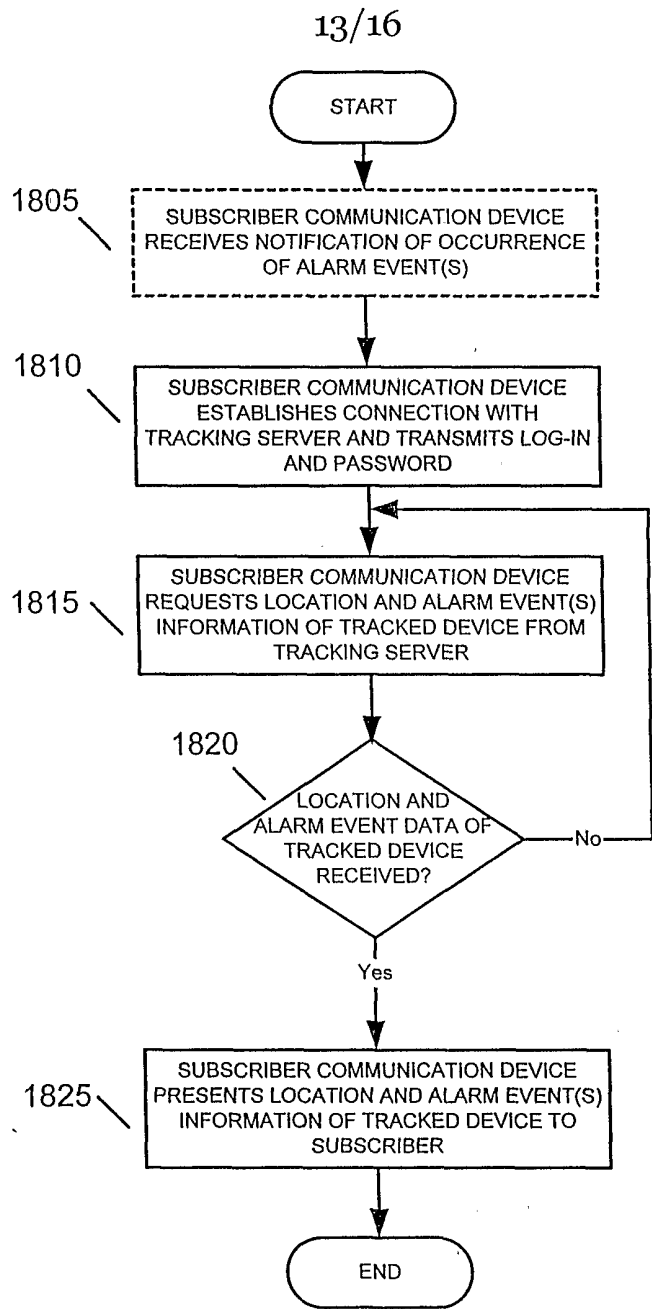 13/16
START
1805
SUBSCRIBER COMMUNICATION DEVICE
RECEIVES NOTIFICATION OF OCCURRENCE
OF ALARM EVENT(S)
1810
SUBSCRIBER COMMUNICATION DEVICE
ESTABLISHES CONNECTION WITH
TRACKING SERVER AND TRANSMITS LOG-IN
AND PASSWORD
1815
SUBSCRIBER COMMUNICATION DEVICE
REQUESTS LOCATION AND ALARM EVENT(S)
INFORMATION OF TRACKED DEVICE FROM
TRACKING SERVER
1820
LOCATION AND
ALARM EVENT DATA OF
TRACKED DEVICE
RECEIVED?
No
Yes
1825
SUBSCRIBER COMMUNICATION DEVICE
PRESENTS LOCATION AND ALARM EVENT(S)
INFORMATION OF TRACKED DEVICE TO
SUBSCRIBER
END